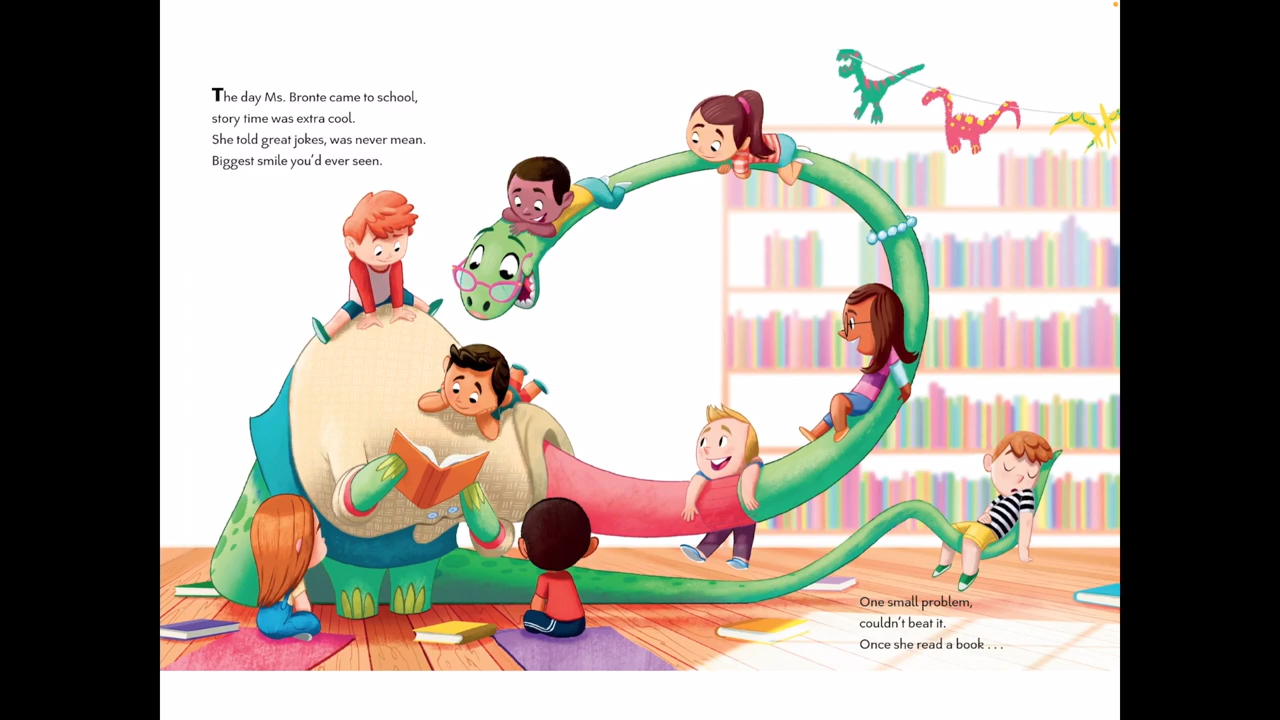 The day Ms. Bronte came to school,
story time was extra cool.
She told great jokes, was never mean.
Biggest smile you’d ever seen.
One small problem,
couldn’t beat it.
Once she read a book . . .